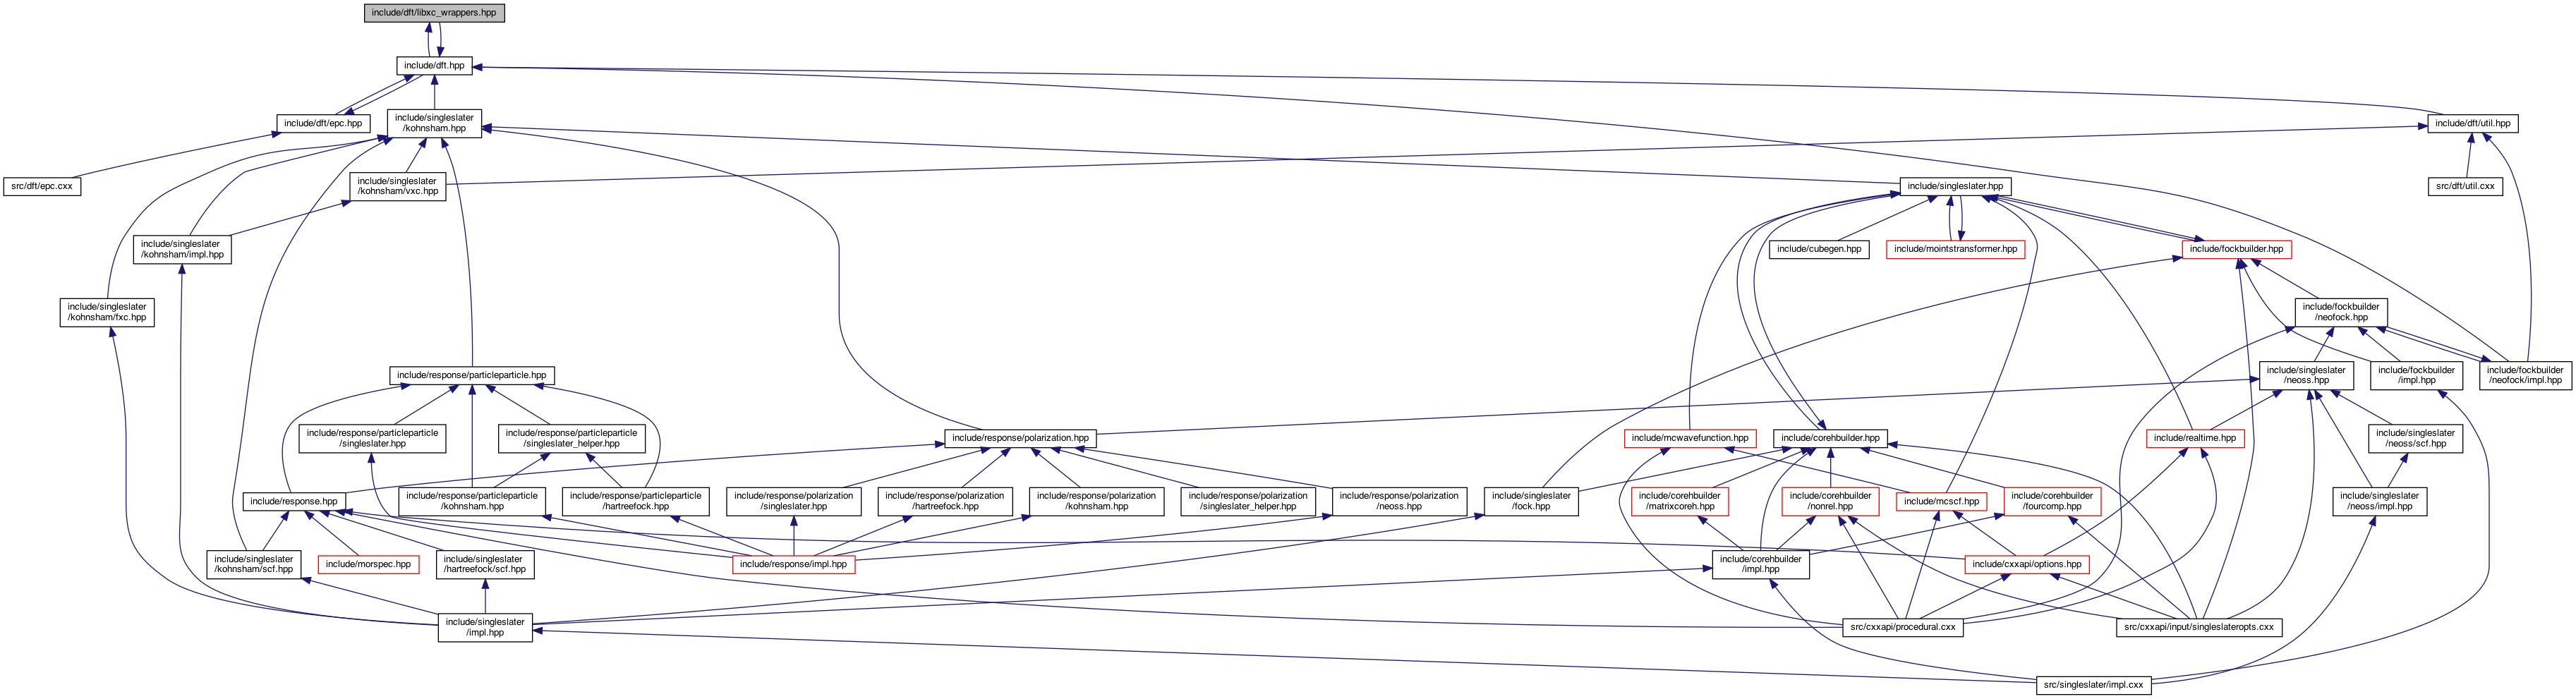 include/dft/libxc_wrappers.hpp
include/dft.hpp
include/dft/epc.hpp
include/singleslater
/kohnsham.hpp
include/dft/util.hpp
src/dft/epc.cxx
include/singleslater
/kohnsham/vxc.hpp
include/singleslater.hpp
src/dft/util.cxx
include/singleslater
/kohnsham/impl.hpp
include/cubegen.hpp
include/mointstransformer.hpp
include/fockbuilder.hpp
include/singleslater
/kohnsham/fxc.hpp
include/fockbuilder
/neofock.hpp
include/response/particleparticle.hpp
include/singleslater
/neoss.hpp
include/fockbuilder
/impl.hpp
include/fockbuilder
/neofock/impl.hpp
include/response/particleparticle
/singleslater.hpp
include/response/particleparticle
/singleslater_helper.hpp
include/response/polarization.hpp
include/mcwavefunction.hpp
include/corehbuilder.hpp
include/realtime.hpp
include/singleslater
/neoss/scf.hpp
include/response.hpp
include/response/particleparticle
/kohnsham.hpp
include/response/particleparticle
/hartreefock.hpp
include/response/polarization
/singleslater.hpp
include/response/polarization
/hartreefock.hpp
include/response/polarization
/kohnsham.hpp
include/response/polarization
/singleslater_helper.hpp
include/response/polarization
/neoss.hpp
include/singleslater
/fock.hpp
include/corehbuilder
/matrixcoreh.hpp
include/corehbuilder
/nonrel.hpp
include/mcscf.hpp
include/corehbuilder
/fourcomp.hpp
include/singleslater
/neoss/impl.hpp
include/singleslater
/kohnsham/scf.hpp
include/morspec.hpp
include/singleslater
/hartreefock/scf.hpp
include/response/impl.hpp
include/corehbuilder
/impl.hpp
include/cxxapi/options.hpp
include/singleslater
/impl.hpp
src/cxxapi/procedural.cxx
src/cxxapi/input/singleslateropts.cxx
src/singleslater/impl.cxx